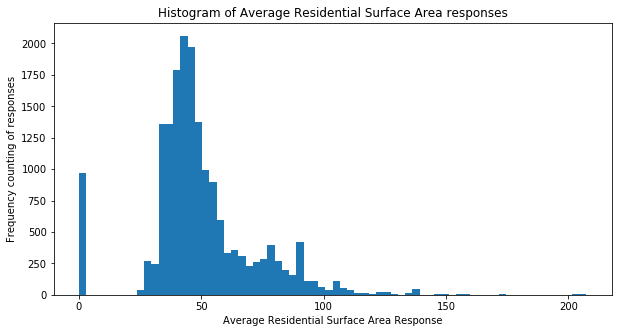 Histogram of Average Residential Surface Area responses
Frequency counting of responses
2000
1750
1500
1250
1000
750
500
250
0
0 50 100 150 200
Average Residential Surface Area Response